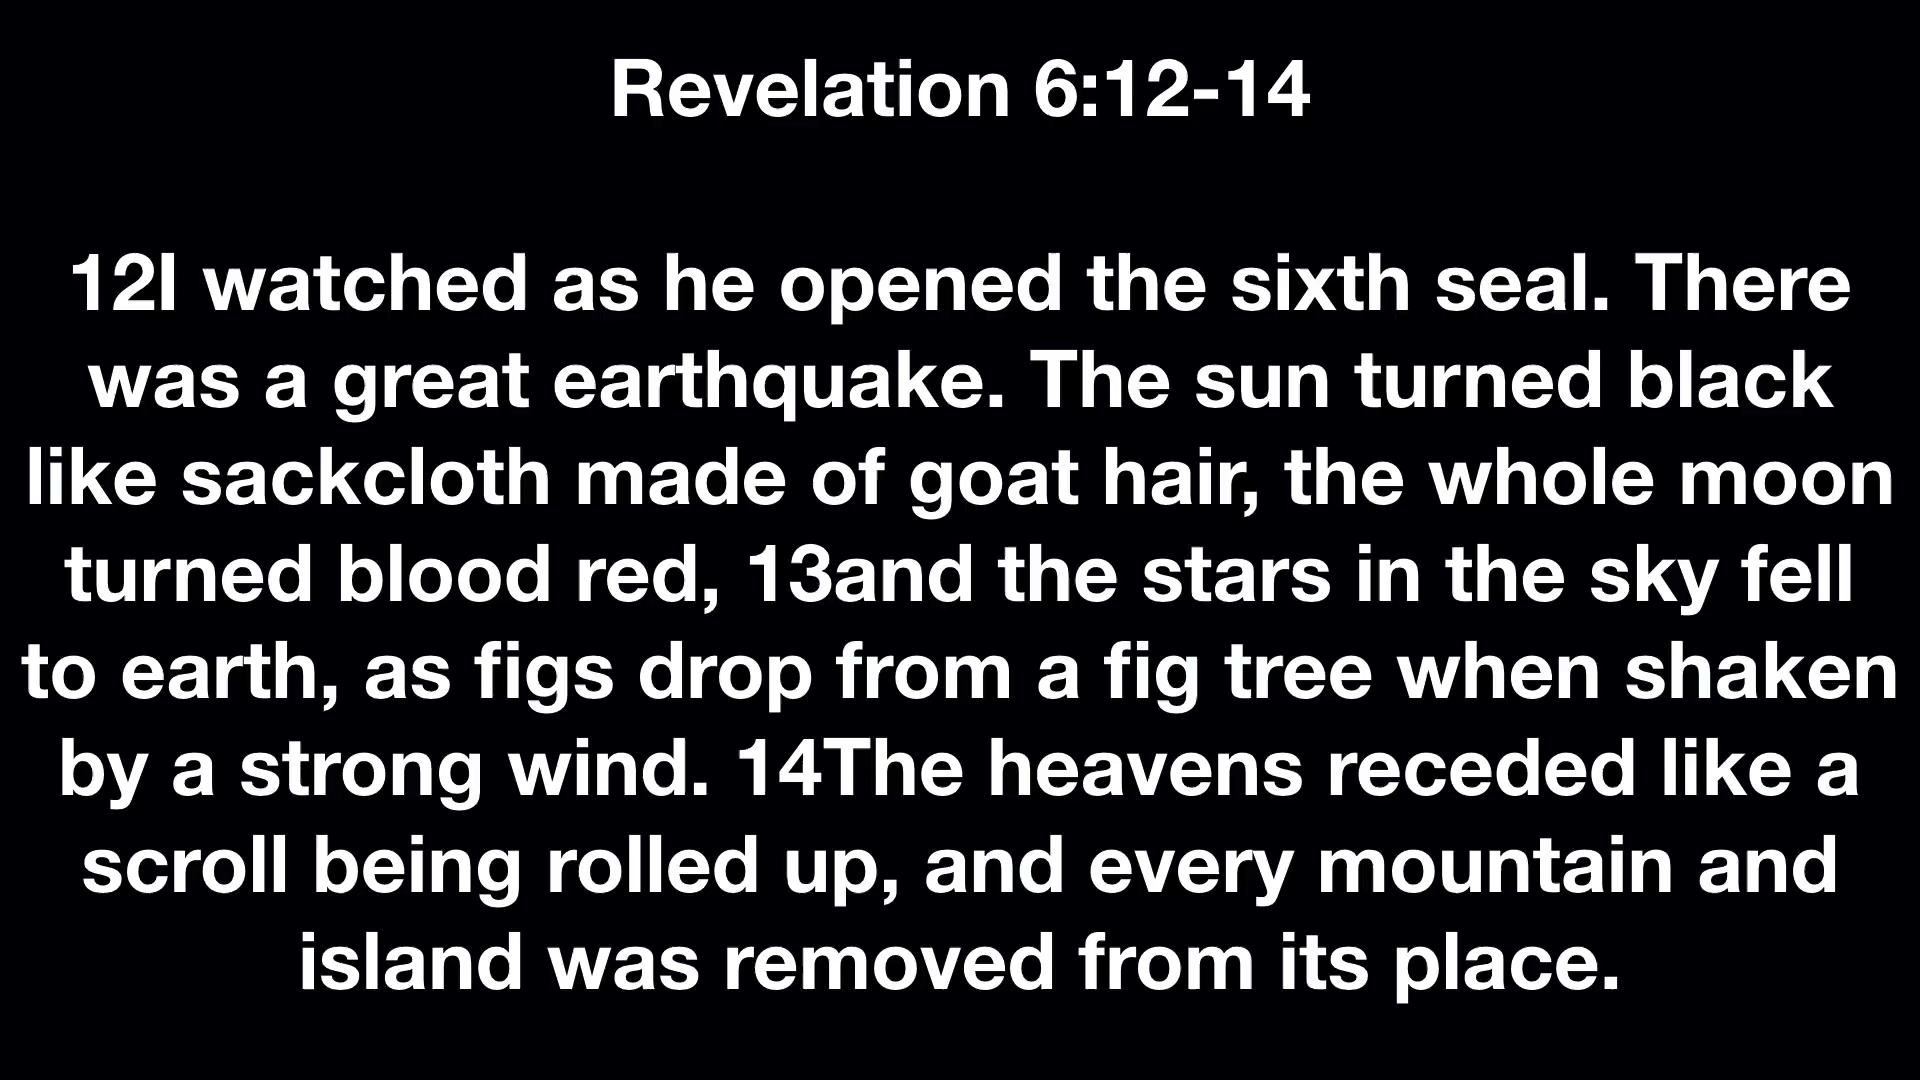 Revelation 6:12-14
12I watched as he opened the sixth seal. There
was a great earthquake. The sun turned black
like sackcloth made of goat hair, the whole moon
turned blood red, 13and the stars in the sky fell
to earth, as figs drop from a fig tree when shaken
by a strong wind. 14The heavens receded like a
scroll being rolled up, and every mountain and
island was removed from its place.